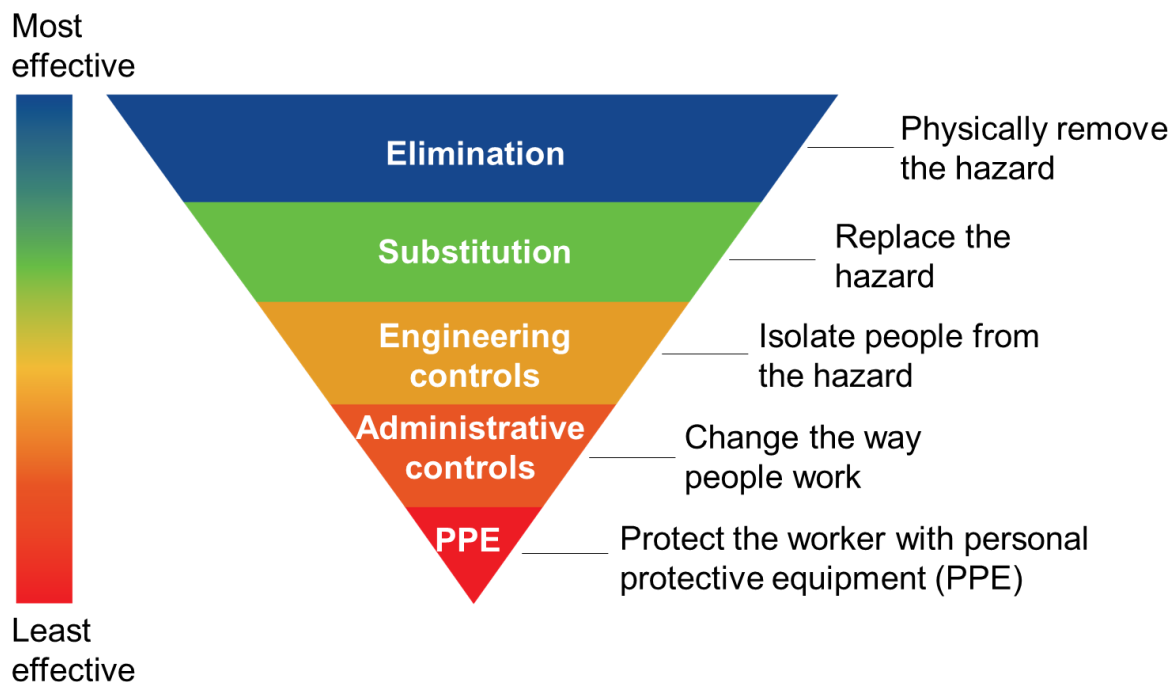 Most
effective
Elimination
Physically remove
the hazard
Substitution
Replace the
hazard
Engineering
controls
Isolate people from
the hazard
Administrative
controls
Change the way
people work
PPE
Protect the worker with personal
protective equipment (PPE)
Least
effective